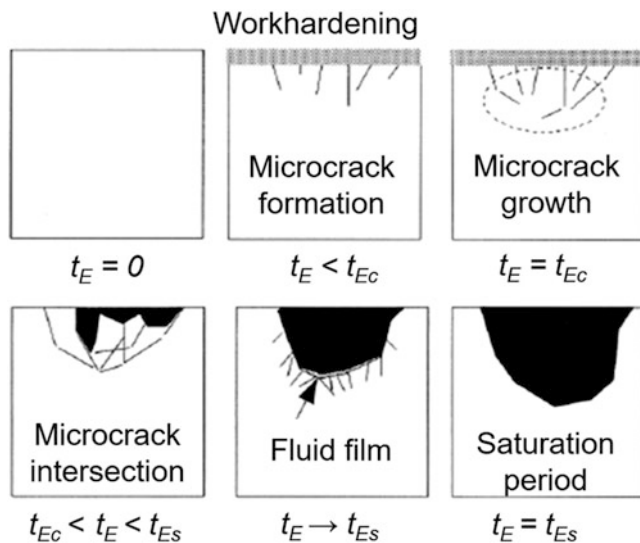 Workhardening
Microcrack
formation
Microcrack
growth
t_E = 0
t_E < t_Ec
t_E = t_Ec
Microcrack
intersection
Fluid film
Saturation
period
t_Ec < t_E < t_Es
t_E → t_Es
t_E = t_Es